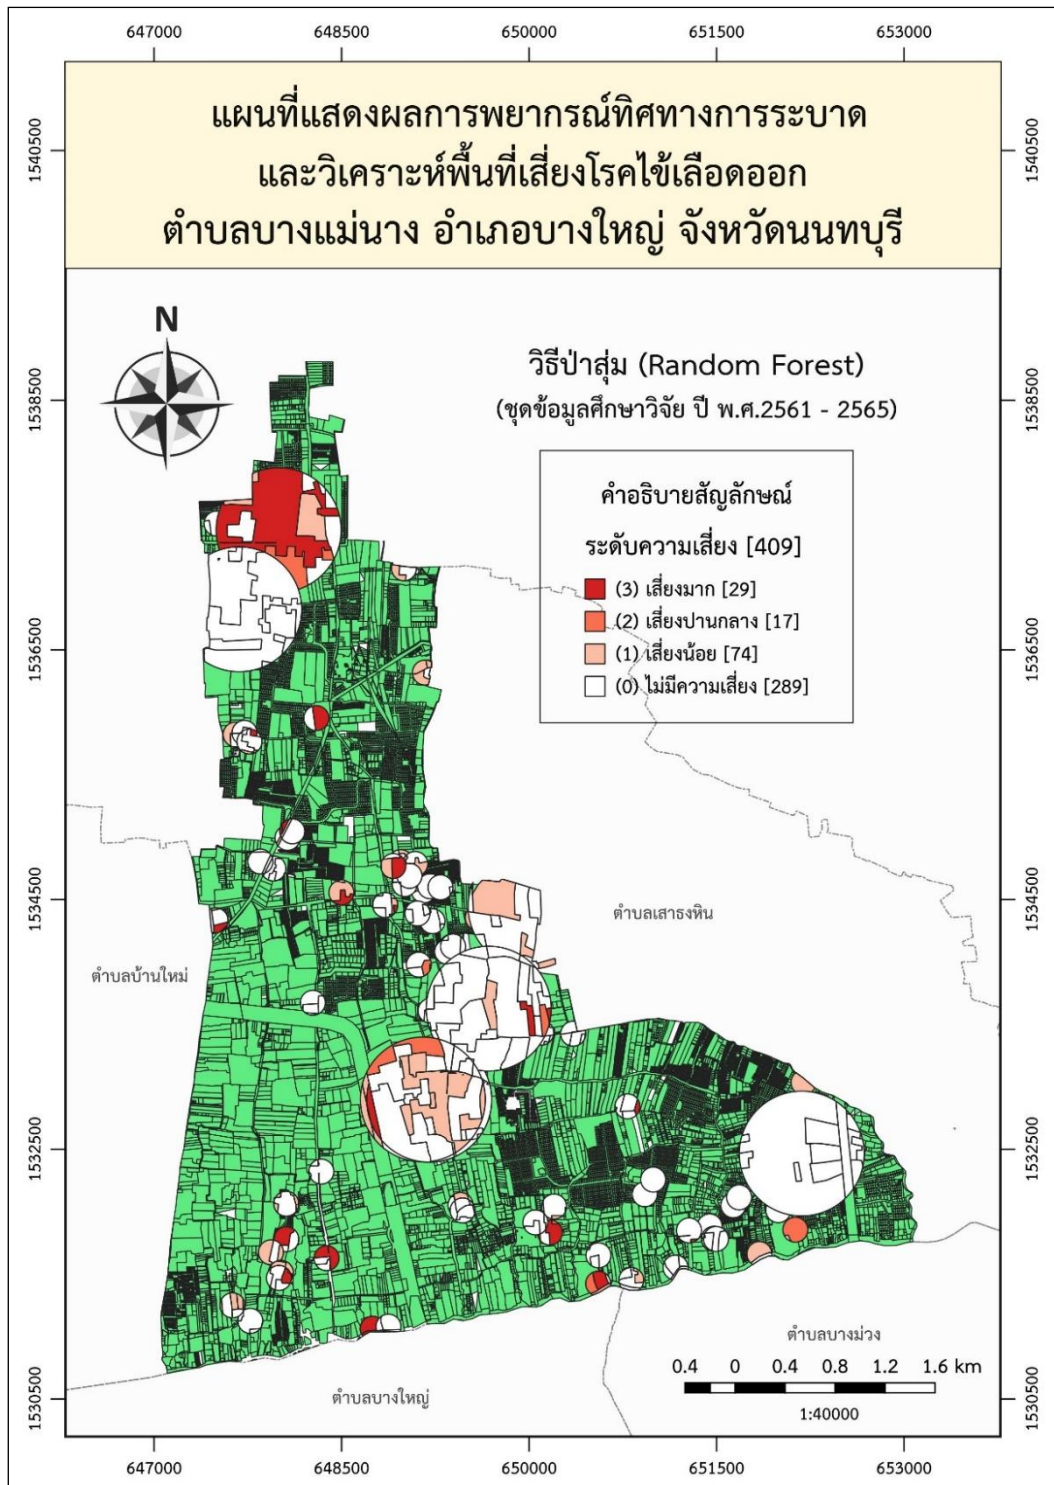 647000 648500 650000 651500 653000
แผนที่แสดงผลการพยากรณ์ทิศทางการระบาด
และวิเคราะห์พื้นที่เสี่ยงโรคไข้เลือดออก
ตำบลบางแม่นาง อำเภอบางใหญ่ จังหวัดนนทบุรี
1540500 1540500
N
วิธีป่าสุ่ม (Random Forest)
(ชุดข้อมูลศึกษาวิจัย ปี พ.ศ.2561 - 2565)
1538500 1538500
คำอธิบายสัญลักษณ์
ระดับความเสี่ยง [409]
(3) เสี่ยงมาก [29]
(2) เสี่ยงปานกลาง [17]
(1) เสี่ยงน้อย [74]
(0) ไม่มีความเสี่ยง [289]
1536500 1536500
1534500 1534500
ตำบลเสาธงหิน
ตำบลบ้านใหม่
1532500 1532500
ตำบลบางม่วง
0.4 0 0.4 0.8 1.2 1.6 km
1:40000
ตำบลบางใหญ่
1530500 1530500
647000 648500 650000 651500 653000